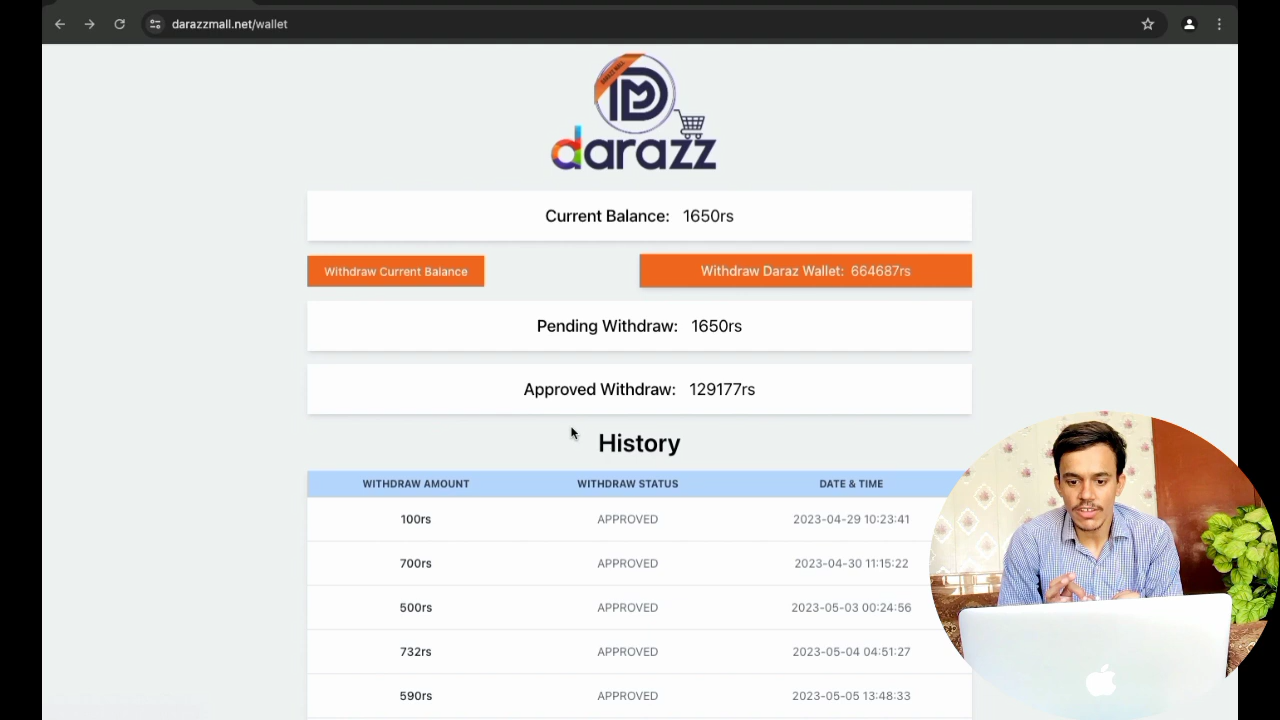 darazzmall.net/wallet
DARAZZ MALL
DM
darazz
Current Balance: 1650rs
Withdraw Current Balance
Withdraw Daraz Wallet: 664687rs
Pending Withdraw: 1650rs
Approved Withdraw: 129177rs
History
WITHDRAW AMOUNT WITHDRAW STATUS DATE & TIME
100rs APPROVED 2023-04-29 10:23:41
700rs APPROVED 2023-04-30 11:15:22
500rs APPROVED 2023-05-03 00:24:56
732rs APPROVED 2023-05-04 04:51:27
590rs APPROVED 2023-05-05 13:48:33